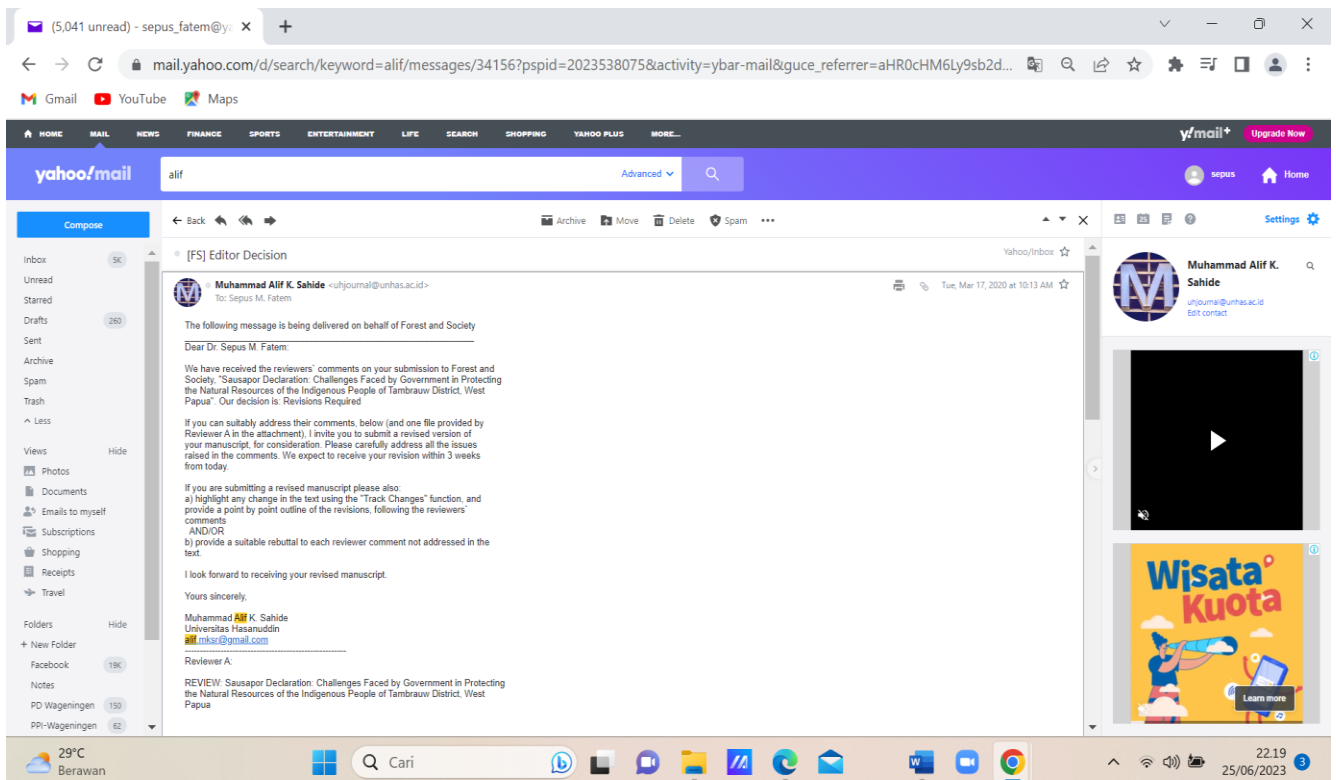 (5,041 unread) - sepus_fatem@ya
mail.yahoo.com/d/search/keyword=alif/messages/34156?pspid=2023538075&activity=ybar-mail&guce_referrer=aHR0cHM6Ly9sb2d...
Gmail YouTube Maps
HOME MAIL NEWS FINANCE SPORTS ENTERTAINMENT LIFE SEARCH SHOPPING YAHOO PLUS MORE... y!mail+ Upgrade Now
yahoo!mail alif Advanced sepus Home
Compose Back Archive Move Delete Spam Settings
[FS] Editor Decision Yahoo/Inbox
Inbox 5K
Unread
Starred
Drafts 260
Sent
Archive
Spam
Trash
Less
Views Hide
Photos
Documents
Emails to myself
Subscriptions
Shopping
Receipts
Travel
Folders Hide
+ New Folder
Facebook 19K
Notes
PD Wageningen 150
PPI-Wageningen 62
Muhammad Alif K. Sahide <uhjournal@unhas.ac.id> Tue, Mar 17, 2020 at 10:13 AM
To: Sepus M. Fatem
The following message is being delivered on behalf of Forest and Society
Dear Dr. Sepus M. Fatem:
We have received the reviewers` comments on your submission to Forest and
Society, "Sausapor Declaration: Challenges Faced by Government in Protecting
the Natural Resources of the Indigenous People of Tambrauw District, West
Papua". Our decision is: Revisions Required
If you can suitably address their comments, below (and one file provided by
Reviewer A in the attachment), I invite you to submit a revised version of
your manuscript, for consideration. Please carefully address all the issues
raised in the comments. We expect to receive your revision within 3 weeks
from today.
If you are submitting a revised manuscript please also:
a) highlight any change in the text using the "Track Changes" function, and
provide a point by point outline of the revisions, following the reviewers`
comments
AND/OR
b) provide a suitable rebuttal to each reviewer comment not addressed in the
text.
I look forward to receiving your revised manuscript.
Yours sincerely,
Muhammad Alif K. Sahide
Universitas Hasanuddin
alif.mksr@gmail.com
Reviewer A:
REVIEW: Sausapor Declaration: Challenges Faced by Government in Protecting
the Natural Resources of the Indigenous People of Tambrauw District, West
Papua
Muhammad Alif K.
Sahide
uhjournal@unhas.ac.id
Edit contact
Wisata
Kuota
Learn more
29°C
Berawan
Cari
22.19
25/06/2023
3